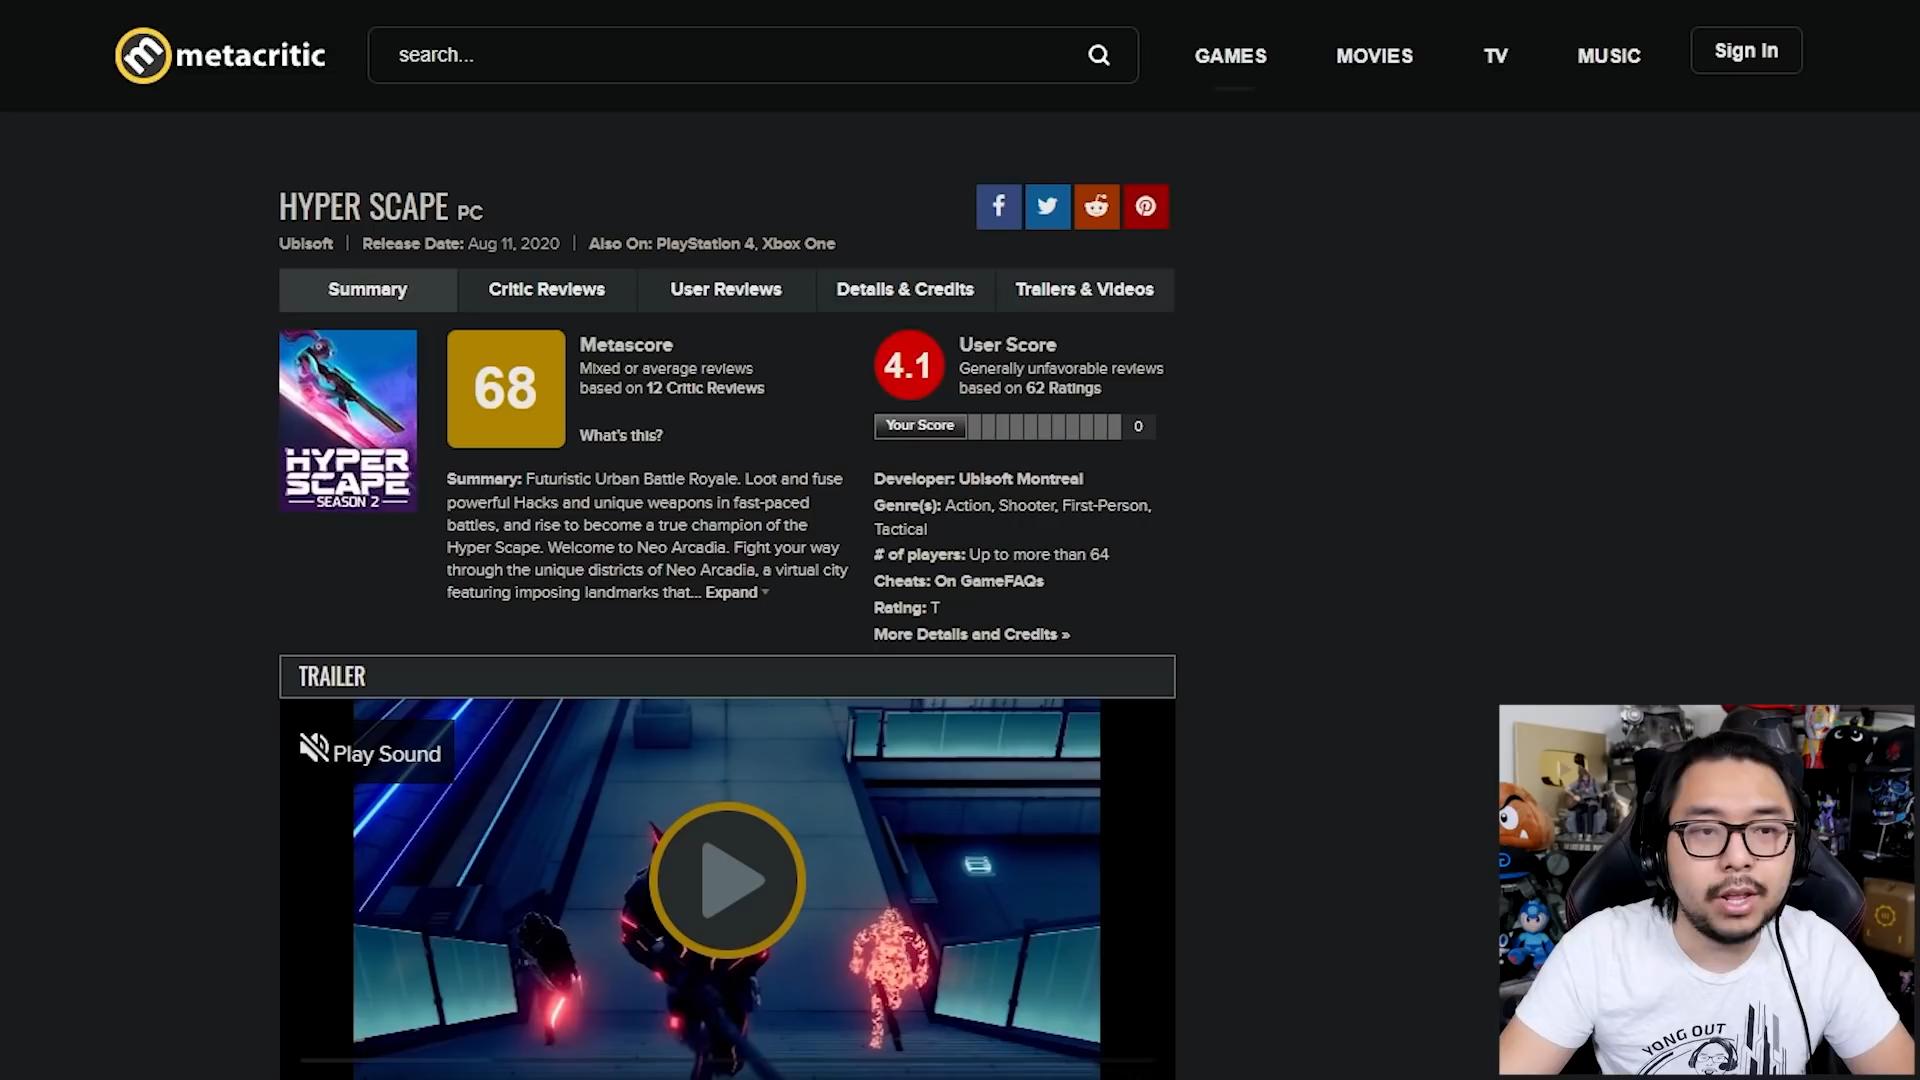 metacritic
search...
GAMES
MOVIES
TV
MUSIC
Sign In
HYPER SCAPE PC
Ubisoft | Release Date: Aug 11, 2020 | Also On: PlayStation 4, Xbox One
Summary
Critic Reviews
User Reviews
Details & Credits
Trailers & Videos
HYPER
SCAPE
SEASON 2
68
Metascore
Mixed or average reviews
based on 12 Critic Reviews
What's this?
4.1
User Score
Generally unfavorable reviews
based on 62 Ratings
Your Score
0
Summary: Futuristic Urban Battle Royale. Loot and fuse
powerful Hacks and unique weapons in fast-paced
battles, and rise to become a true champion of the
Hyper Scape. Welcome to Neo Arcadia. Fight your way
through the unique districts of Neo Arcadia, a virtual city
featuring imposing landmarks that... Expand
Developer: Ubisoft Montreal
Genre(s): Action, Shooter, First-Person,
Tactical
# of players: Up to more than 64
Cheats: On GameFAQs
Rating: T
More Details and Credits »
TRAILER
Play Sound
YONG OUT